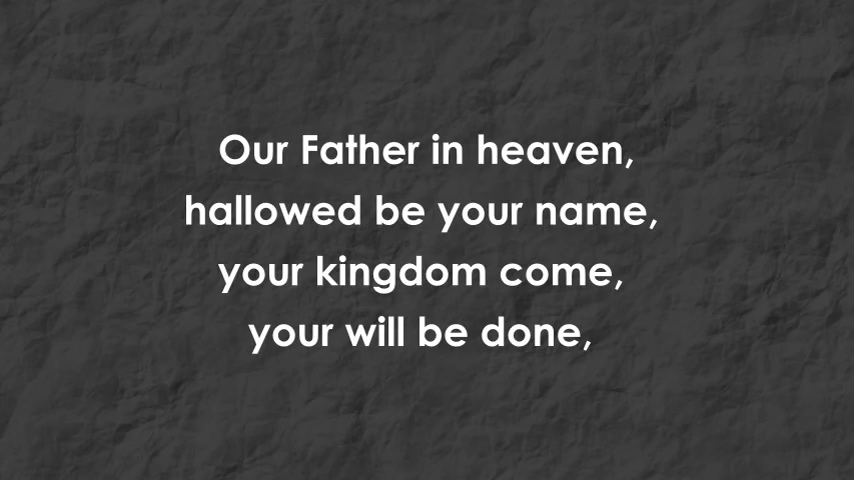 Our Father in heaven,
hallowed be your name,
your kingdom come,
your will be done,